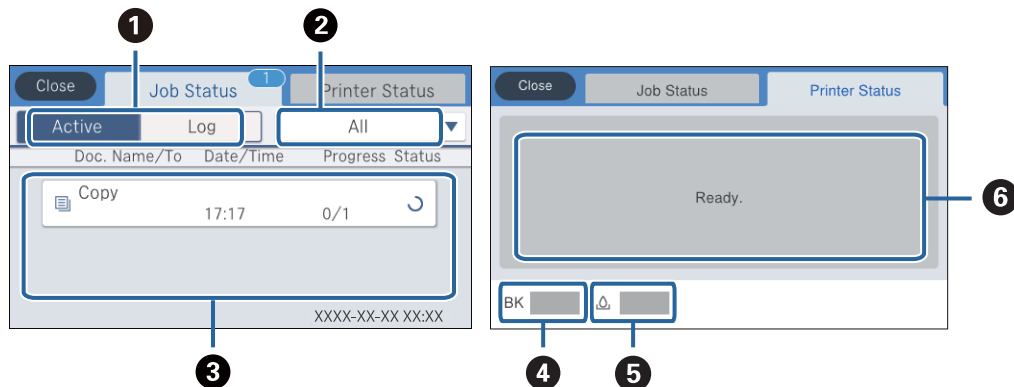 1 2
Close Job Status 1 Printer Status
Active Log All
Doc. Name/To Date/Time Progress Status
Copy
17:17 0/1
XXXX-XX-XX XX:XX
3
Close Job Status Printer Status
Ready.
6
BK
4 5